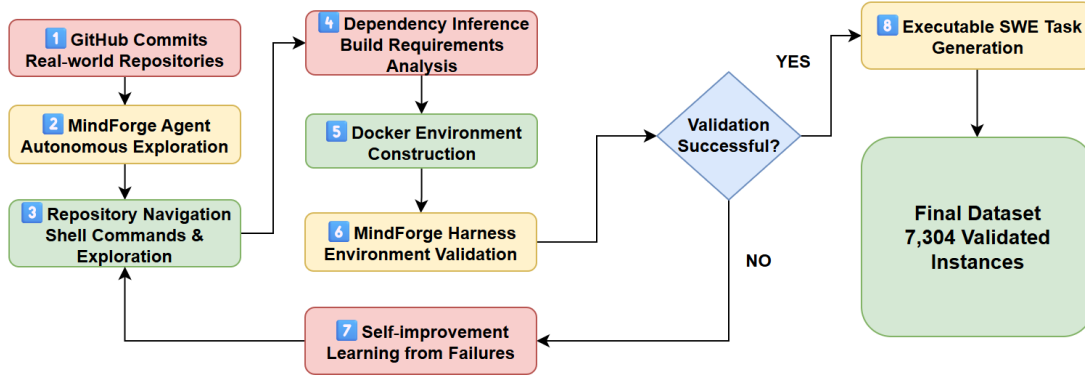 1 GitHub Commits
Real-world Repositories
2 MindForge Agent
Autonomous Exploration
3 Repository Navigation
Shell Commands &
Exploration
4 Dependency Inference
Build Requirements
Analysis
5 Docker Environment
Construction
6 MindForge Harness
Environment Validation
Validation
Successful?
YES
NO
7 Self-improvement
Learning from Failures
8 Executable SWE Task
Generation
Final Dataset
7,304 Validated
Instances